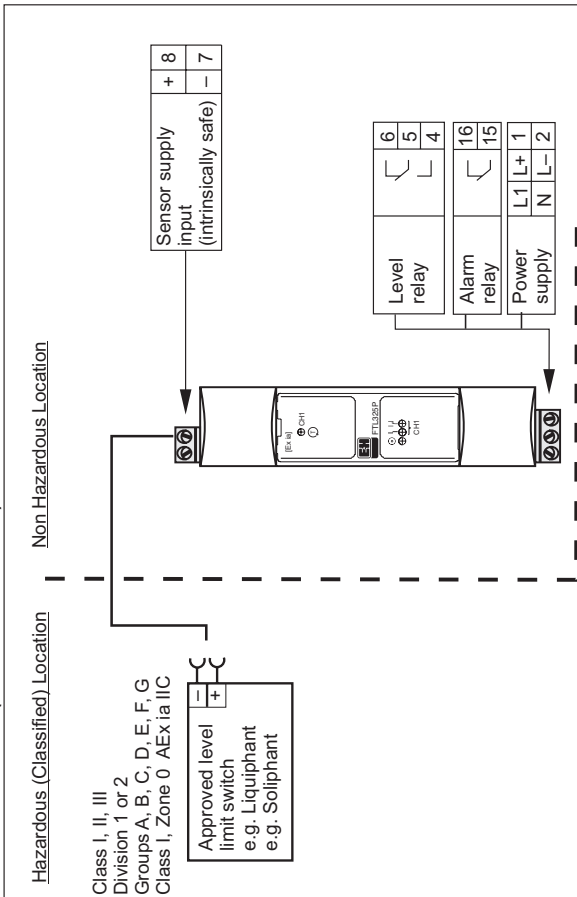 Hazardous (Classified) Location
Non Hazardous Location
Class I, II, III
Division 1 or 2
Groups A, B, C, D, E, F, G
Class I, Zone 0 AEx ia IIC
–
+
Approved level
limit switch
e.g. Liquiphant
e.g. Soliphant
Sensor supply
input
(intrinsically safe)
+ 8
– 7
[Ex ia]
CH1
T
E+H
FTL325P
CH1
Level
relay
6
5
4
Alarm
relay
16
15
Power
supply
L1 L+ 1
N L– 2